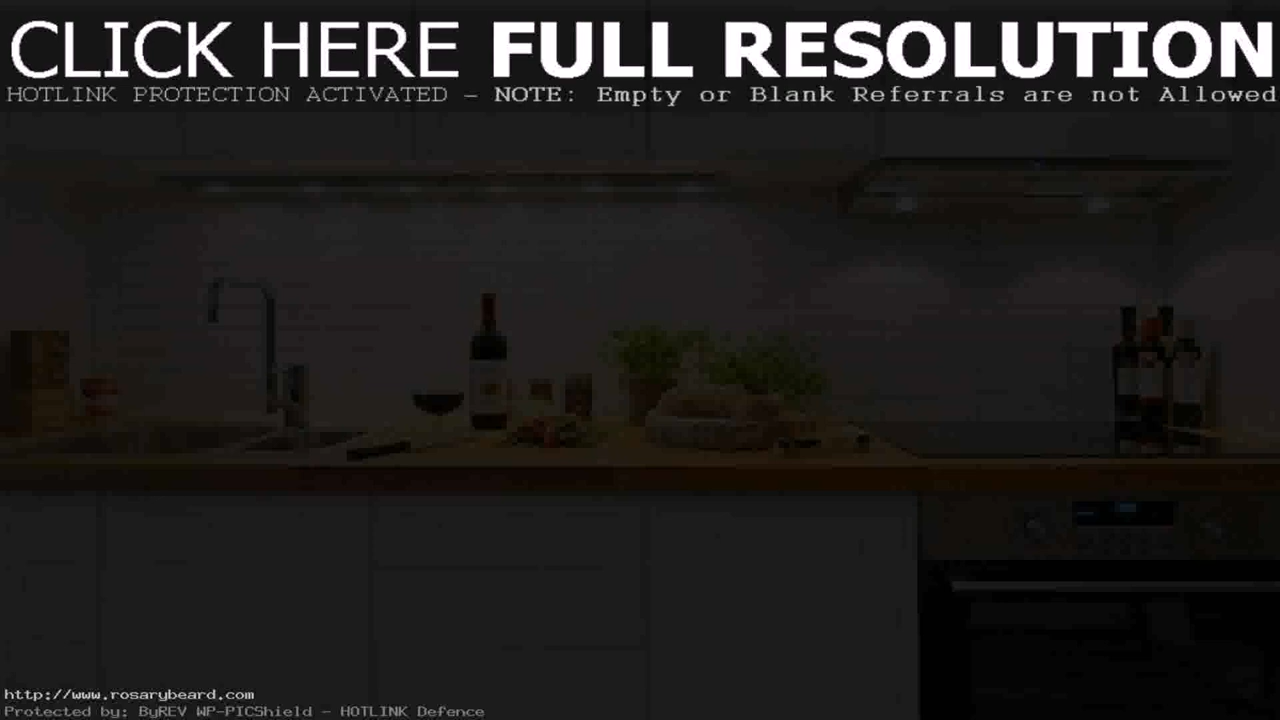 CLICK HERE FULL RESOLUTION
HOTLINK PROTECTION ACTIVATED – NOTE: Empty or Blank Referrals are not Allowed
http://www.rosarybeard.com
Protected by: ByREV WP-PICShield – HOTLINK Defence